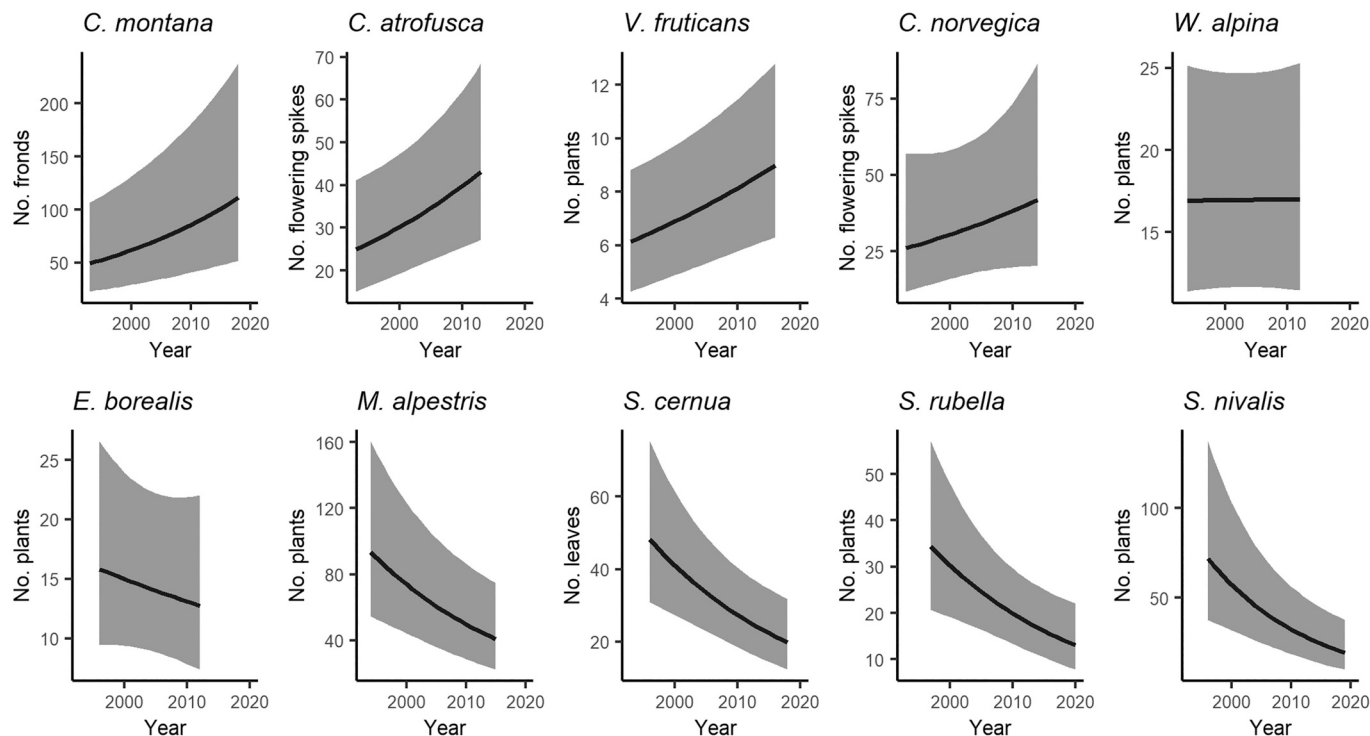 C. montana
C. atrofusca
V. fruticans
C. norvegica
W. alpina
No. fronds
200
150
100
50
2000 2010 2020
Year
No. flowering spikes
70
60
50
40
30
20
2000 2010 2020
Year
No. plants
12
10
8
6
4
2000 2010 2020
Year
No. flowering spikes
75
50
25
2000 2010 2020
Year
No. plants
25
20
15
2000 2010 2020
Year
E. borealis
M. alpestris
S. cernua
S. rubella
S. nivalis
No. plants
25
20
15
10
2000 2010 2020
Year
No. plants
160
120
80
40
2000 2010 2020
Year
No. leaves
60
40
20
2000 2010 2020
Year
No. plants
50
40
30
20
10
2000 2010 2020
Year
No. plants
100
50
2000 2010 2020
Year